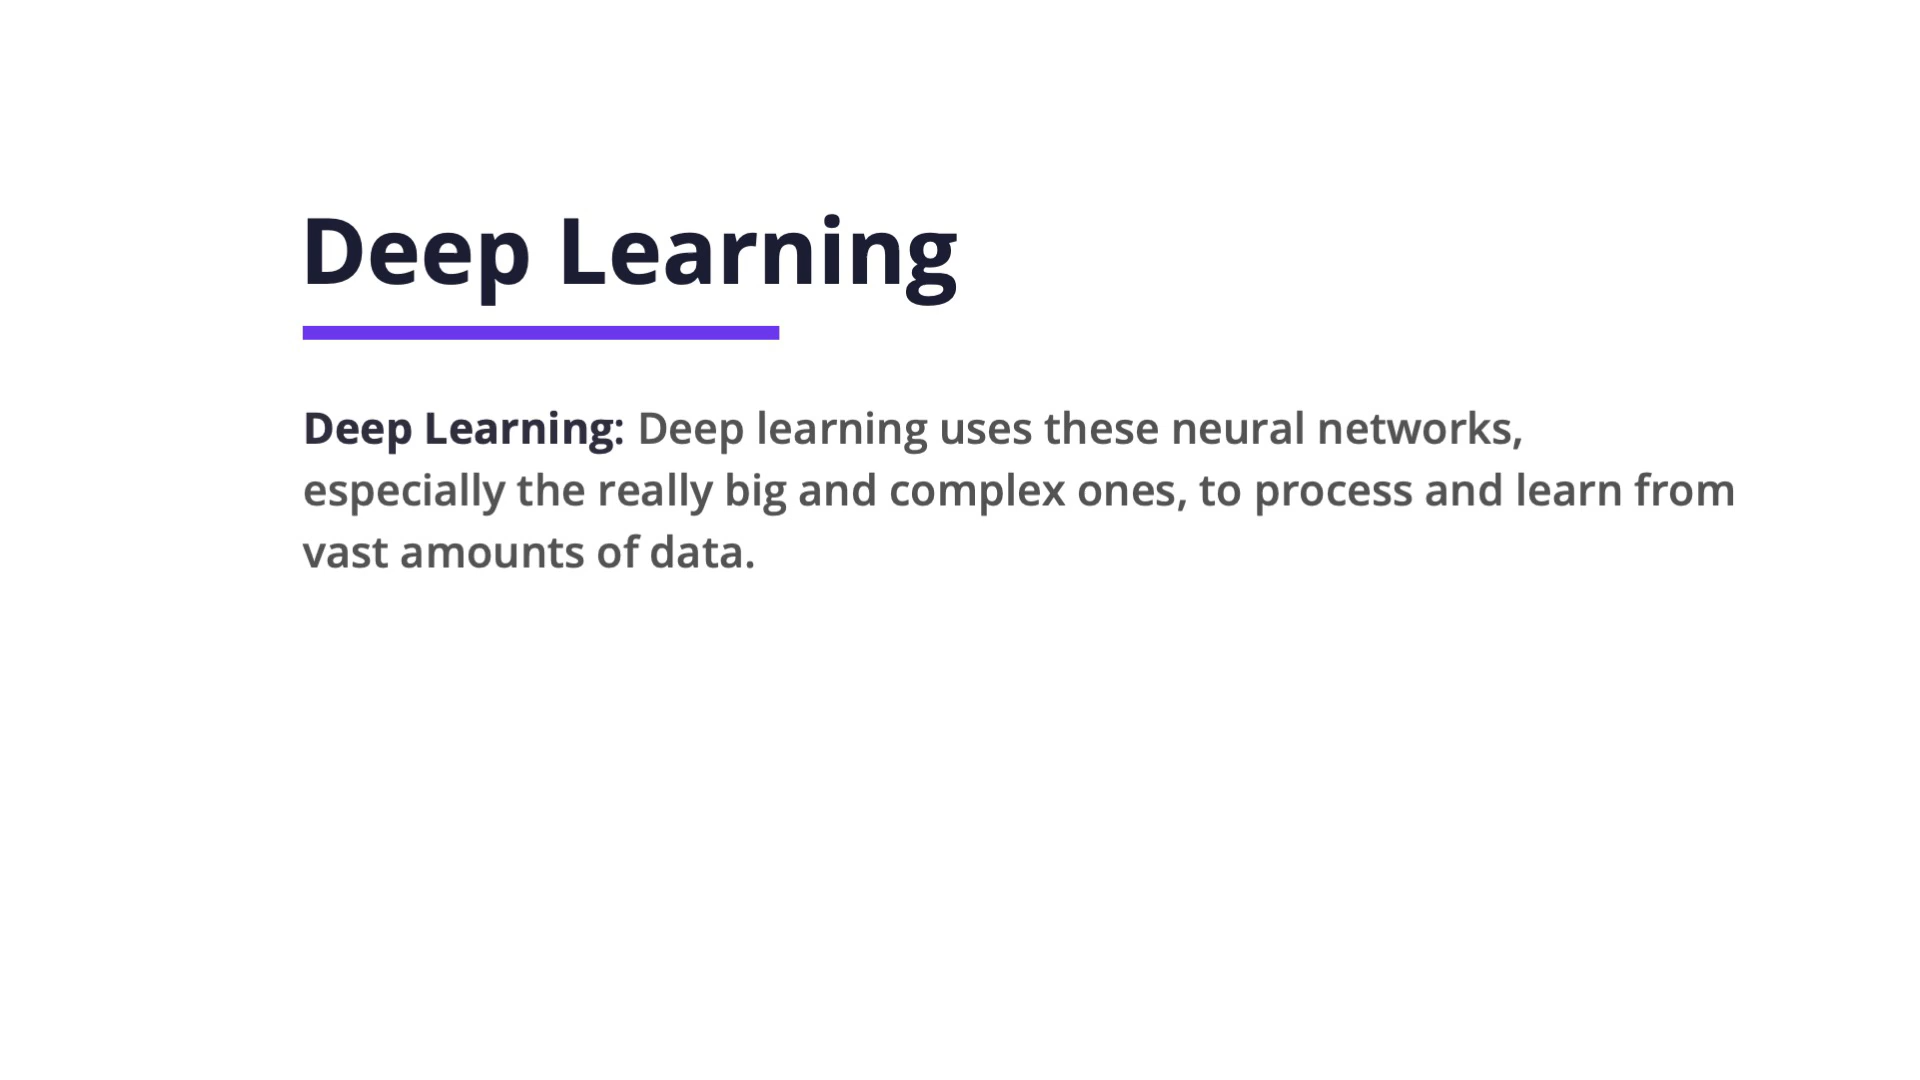 Deep Learning
Deep Learning: Deep learning uses these neural networks,
especially the really big and complex ones, to process and learn from
vast amounts of data.